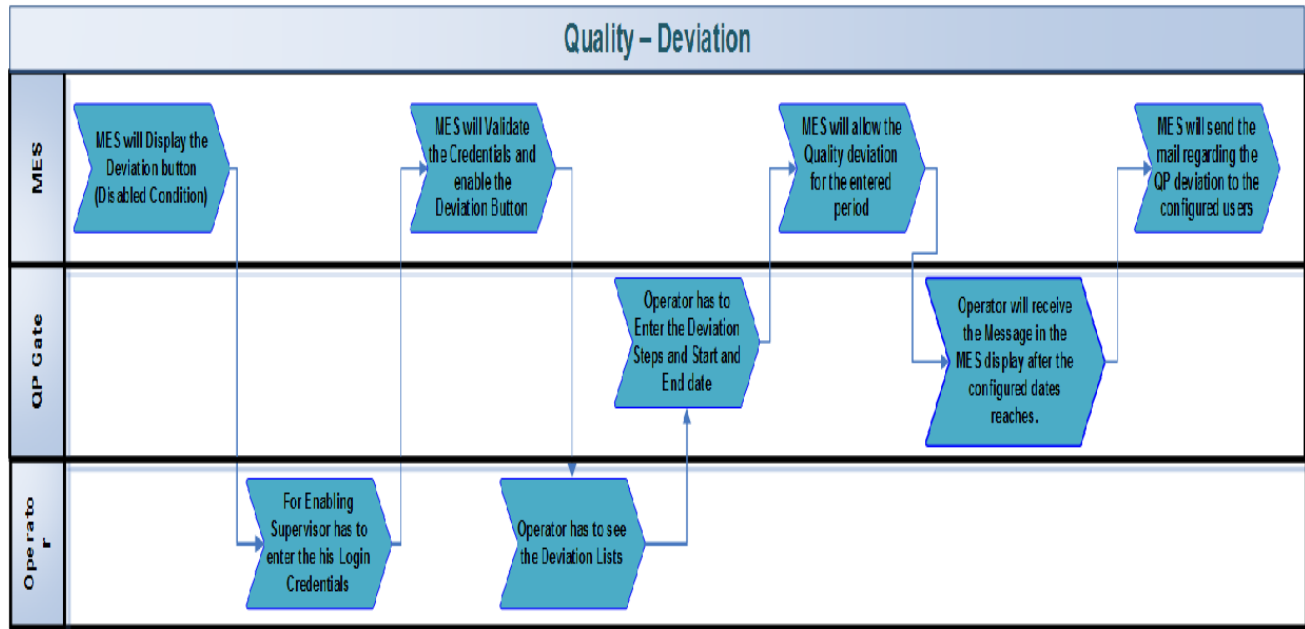 Quality – Deviation
MES
MES will Display the
Deviation button
(Disabled Condition)
MES will Validate
the Credentials and
enable the
Deviation Button
MES will allow the
Quality deviation
for the entered
period
MES will send the
mail regarding the
QP deviation to the
configured users
QP Gate
Operator has to
Enter the Deviation
Steps and Start and
End date
Operator will receive
the Message in the
MES display after the
configured dates
reaches.
Operato
r
For Enabling
Supervisor has to
enter the his Login
Credentials
Operator has to see
the Deviation Lists